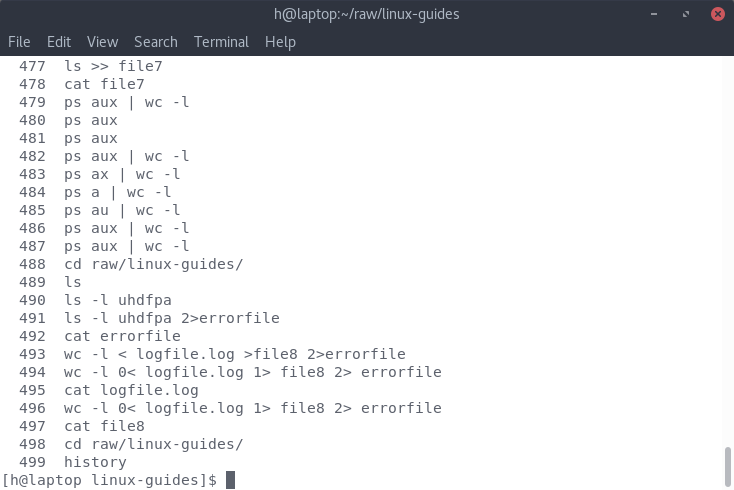 h@laptop:~/raw/linux-guides
File Edit View Search Terminal Help
477 ls >> file7
478 cat file7
479 ps aux | wc -l
480 ps aux
481 ps aux
482 ps aux | wc -l
483 ps ax | wc -l
484 ps a | wc -l
485 ps au | wc -l
486 ps aux | wc -l
487 ps aux | wc -l
488 cd raw/linux-guides/
489 ls
490 ls -l uhdfpa
491 ls -l uhdfpa 2>errorfile
492 cat errorfile
493 wc -l < logfile.log >file8 2>errorfile
494 wc -l 0< logfile.log 1> file8 2> errorfile
495 cat logfile.log
496 wc -l 0< logfile.log 1> file8 2> errorfile
497 cat file8
498 cd raw/linux-guides/
499 history
[h@laptop linux-guides]$